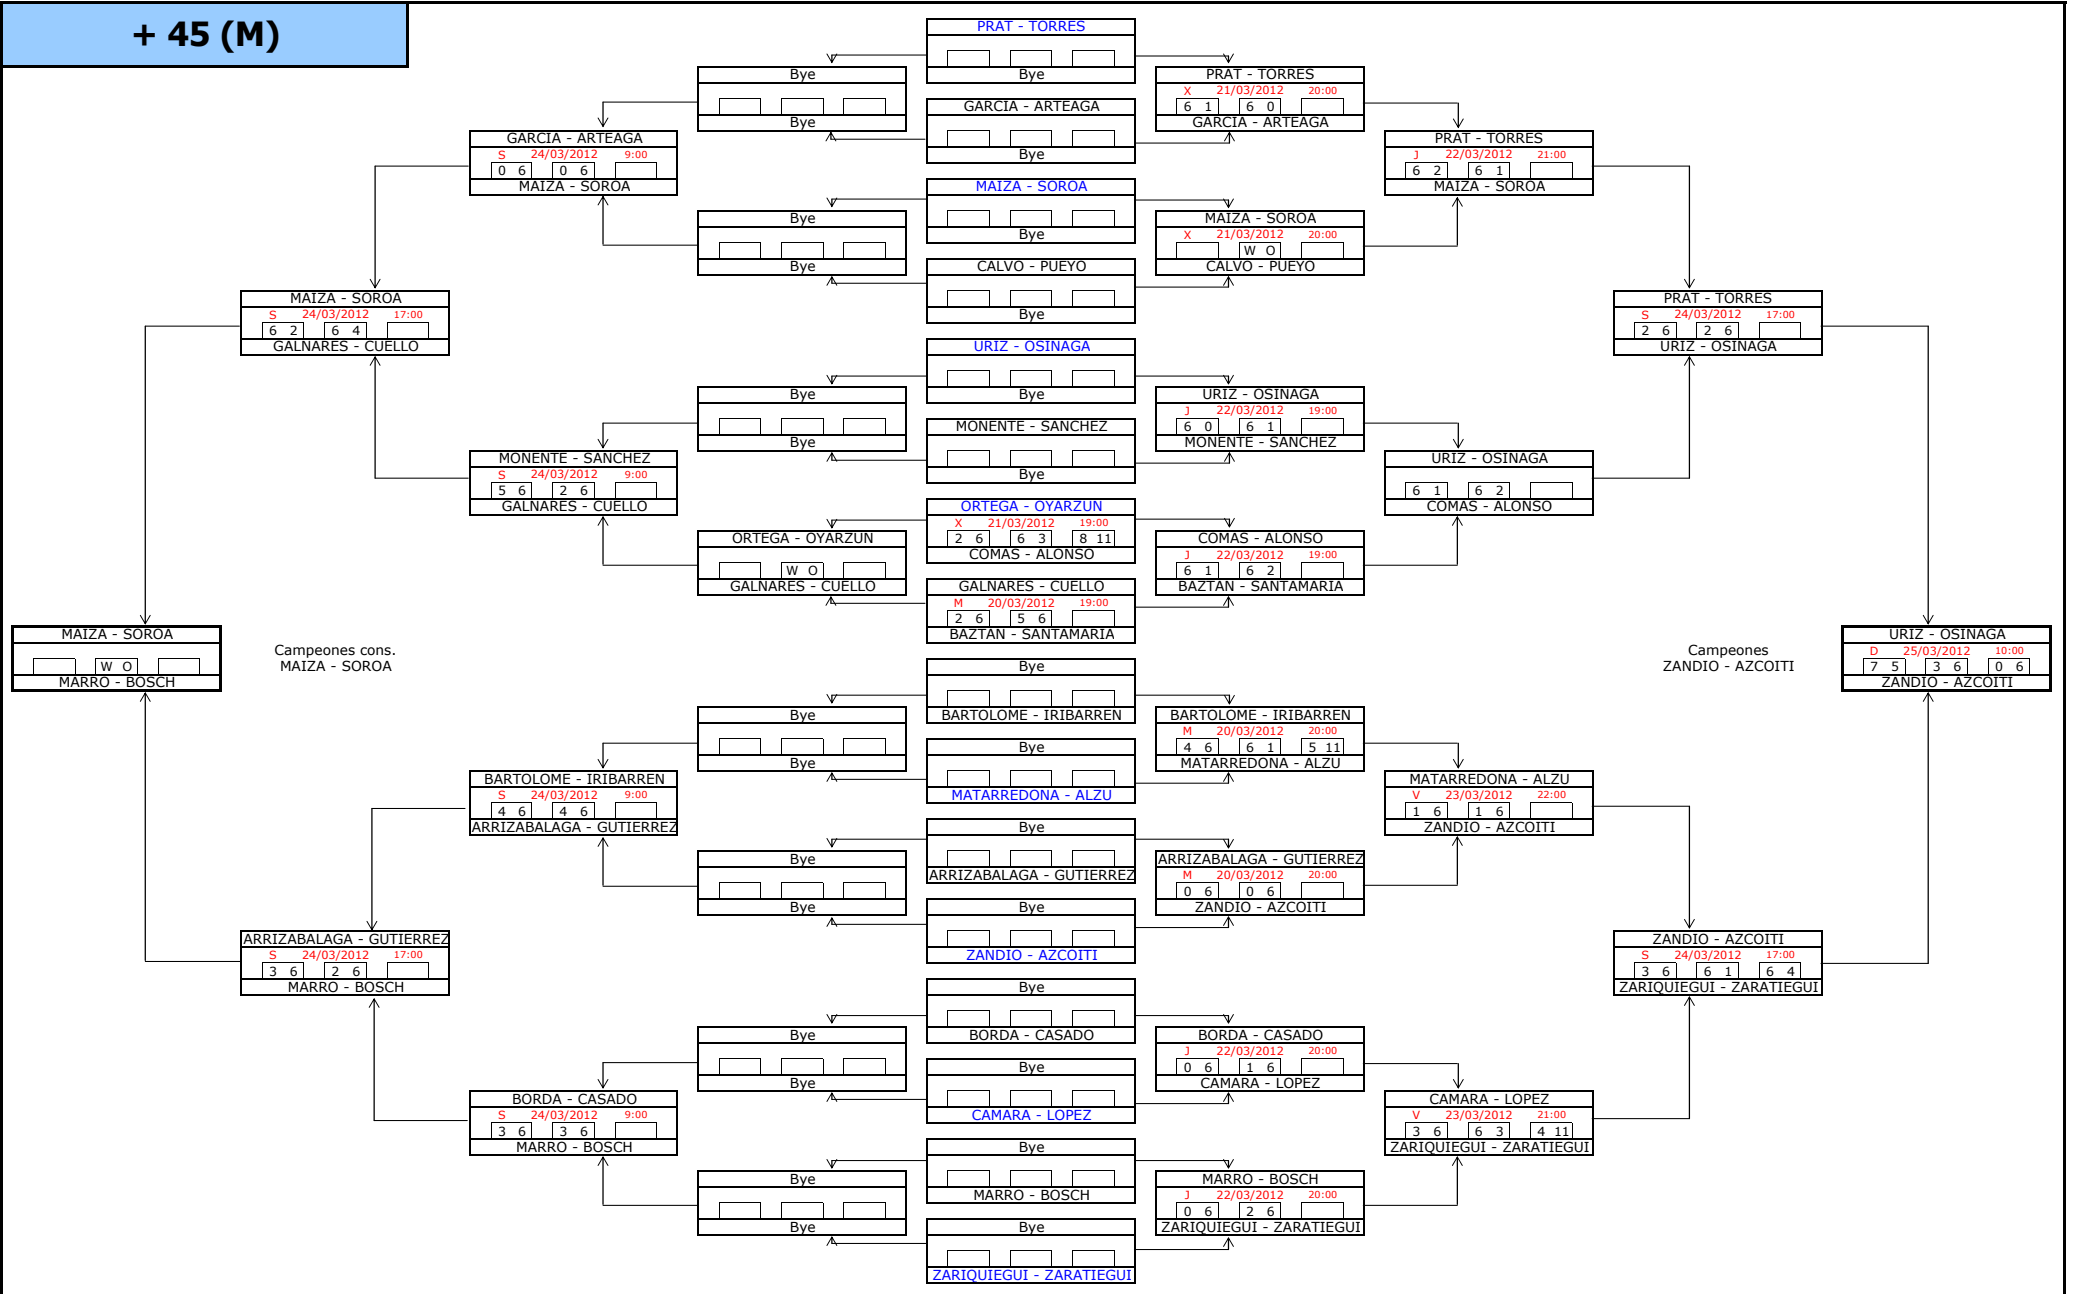 + 45 (M)
PRAT - TORRES
Bye
GARCIA - ARTEAGA
Bye
MAIZA - SOROA
Bye
CALVO - PUEYO
Bye
URIZ - OSINAGA
Bye
MONENTE - SANCHEZ
Bye
ORTEGA - OYARZUN
X 21/03/2012 19:00
2 6 6 3 8 11
COMAS - ALONSO
GALNARES - CUELLO
M 20/03/2012 19:00
2 6 5 6
BAZTAN - SANTAMARIA
Bye
BARTOLOME - IRIBARREN
Bye
MATARREDONA - ALZU
Bye
ARRIZABALAGA - GUTIERREZ
Bye
ZANDIO - AZCOITI
Bye
BORDA - CASADO
Bye
CAMARA - LOPEZ
Bye
MARRO - BOSCH
Bye
ZARIQUIEGUI - ZARATIEGUI
Bye
Bye
Bye
Bye
Bye
Bye
ORTEGA - OYARZUN
W O
GALNARES - CUELLO
Bye
Bye
Bye
Bye
Bye
Bye
Bye
Bye
GARCIA - ARTEAGA
S 24/03/2012 9:00
0 6 0 6
MAIZA - SOROA
MONENTE - SANCHEZ
S 24/03/2012 9:00
5 6 2 6
GALNARES - CUELLO
BARTOLOME - IRIBARREN
S 24/03/2012 9:00
4 6 4 6
ARRIZABALAGA - GUTIERREZ
BORDA - CASADO
S 24/03/2012 9:00
3 6 3 6
MARRO - BOSCH
MAIZA - SOROA
S 24/03/2012 17:00
6 2 6 4
GALNARES - CUELLO
ARRIZABALAGA - GUTIERREZ
S 24/03/2012 17:00
3 6 2 6
MARRO - BOSCH
MAIZA - SOROA
W O
MARRO - BOSCH
Campeones cons.
MAIZA - SOROA
PRAT - TORRES
X 21/03/2012 20:00
6 1 6 0
GARCIA - ARTEAGA
MAIZA - SOROA
X 21/03/2012 20:00
W O
CALVO - PUEYO
URIZ - OSINAGA
J 22/03/2012 19:00
6 0 6 1
MONENTE - SANCHEZ
COMAS - ALONSO
J 22/03/2012 19:00
6 1 6 2
BAZTAN - SANTAMARIA
BARTOLOME - IRIBARREN
M 20/03/2012 20:00
4 6 6 1 5 11
MATARREDONA - ALZU
ARRIZABALAGA - GUTIERREZ
M 20/03/2012 20:00
0 6 0 6
ZANDIO - AZCOITI
BORDA - CASADO
J 22/03/2012 20:00
0 6 1 6
CAMARA - LOPEZ
MARRO - BOSCH
J 22/03/2012 20:00
0 6 2 6
ZARIQUIEGUI - ZARATIEGUI
PRAT - TORRES
J 22/03/2012 21:00
6 2 6 1
MAIZA - SOROA
URIZ - OSINAGA
6 1 6 2
COMAS - ALONSO
MATARREDONA - ALZU
V 23/03/2012 22:00
1 6 1 6
ZANDIO - AZCOITI
CAMARA - LOPEZ
V 23/03/2012 21:00
3 6 6 3 4 11
ZARIQUIEGUI - ZARATIEGUI
PRAT - TORRES
S 24/03/2012 17:00
2 6 2 6
URIZ - OSINAGA
ZANDIO - AZCOITI
S 24/03/2012 17:00
3 6 6 1 6 4
ZARIQUIEGUI - ZARATIEGUI
Campeones
ZANDIO - AZCOITI
URIZ - OSINAGA
D 25/03/2012 10:00
7 5 3 6 0 6
ZANDIO - AZCOITI